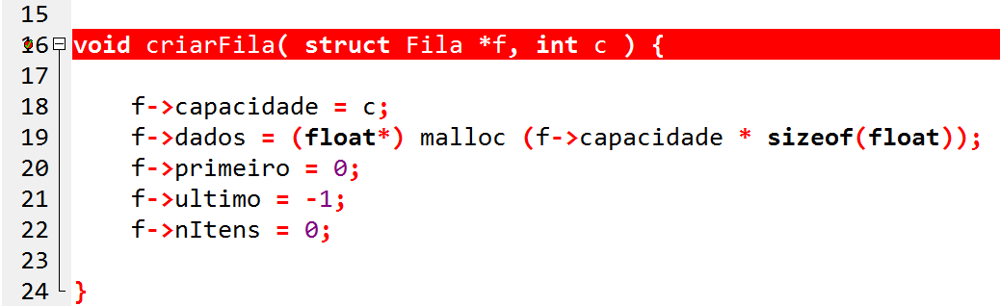 15
16 void criarFila( struct Fila *f, int c ) {
17
18 f->capacidade = c;
19 f->dados = (float*) malloc (f->capacidade * sizeof(float));
20 f->primeiro = 0;
21 f->ultimo = -1;
22 f->nItens = 0;
23
24 }